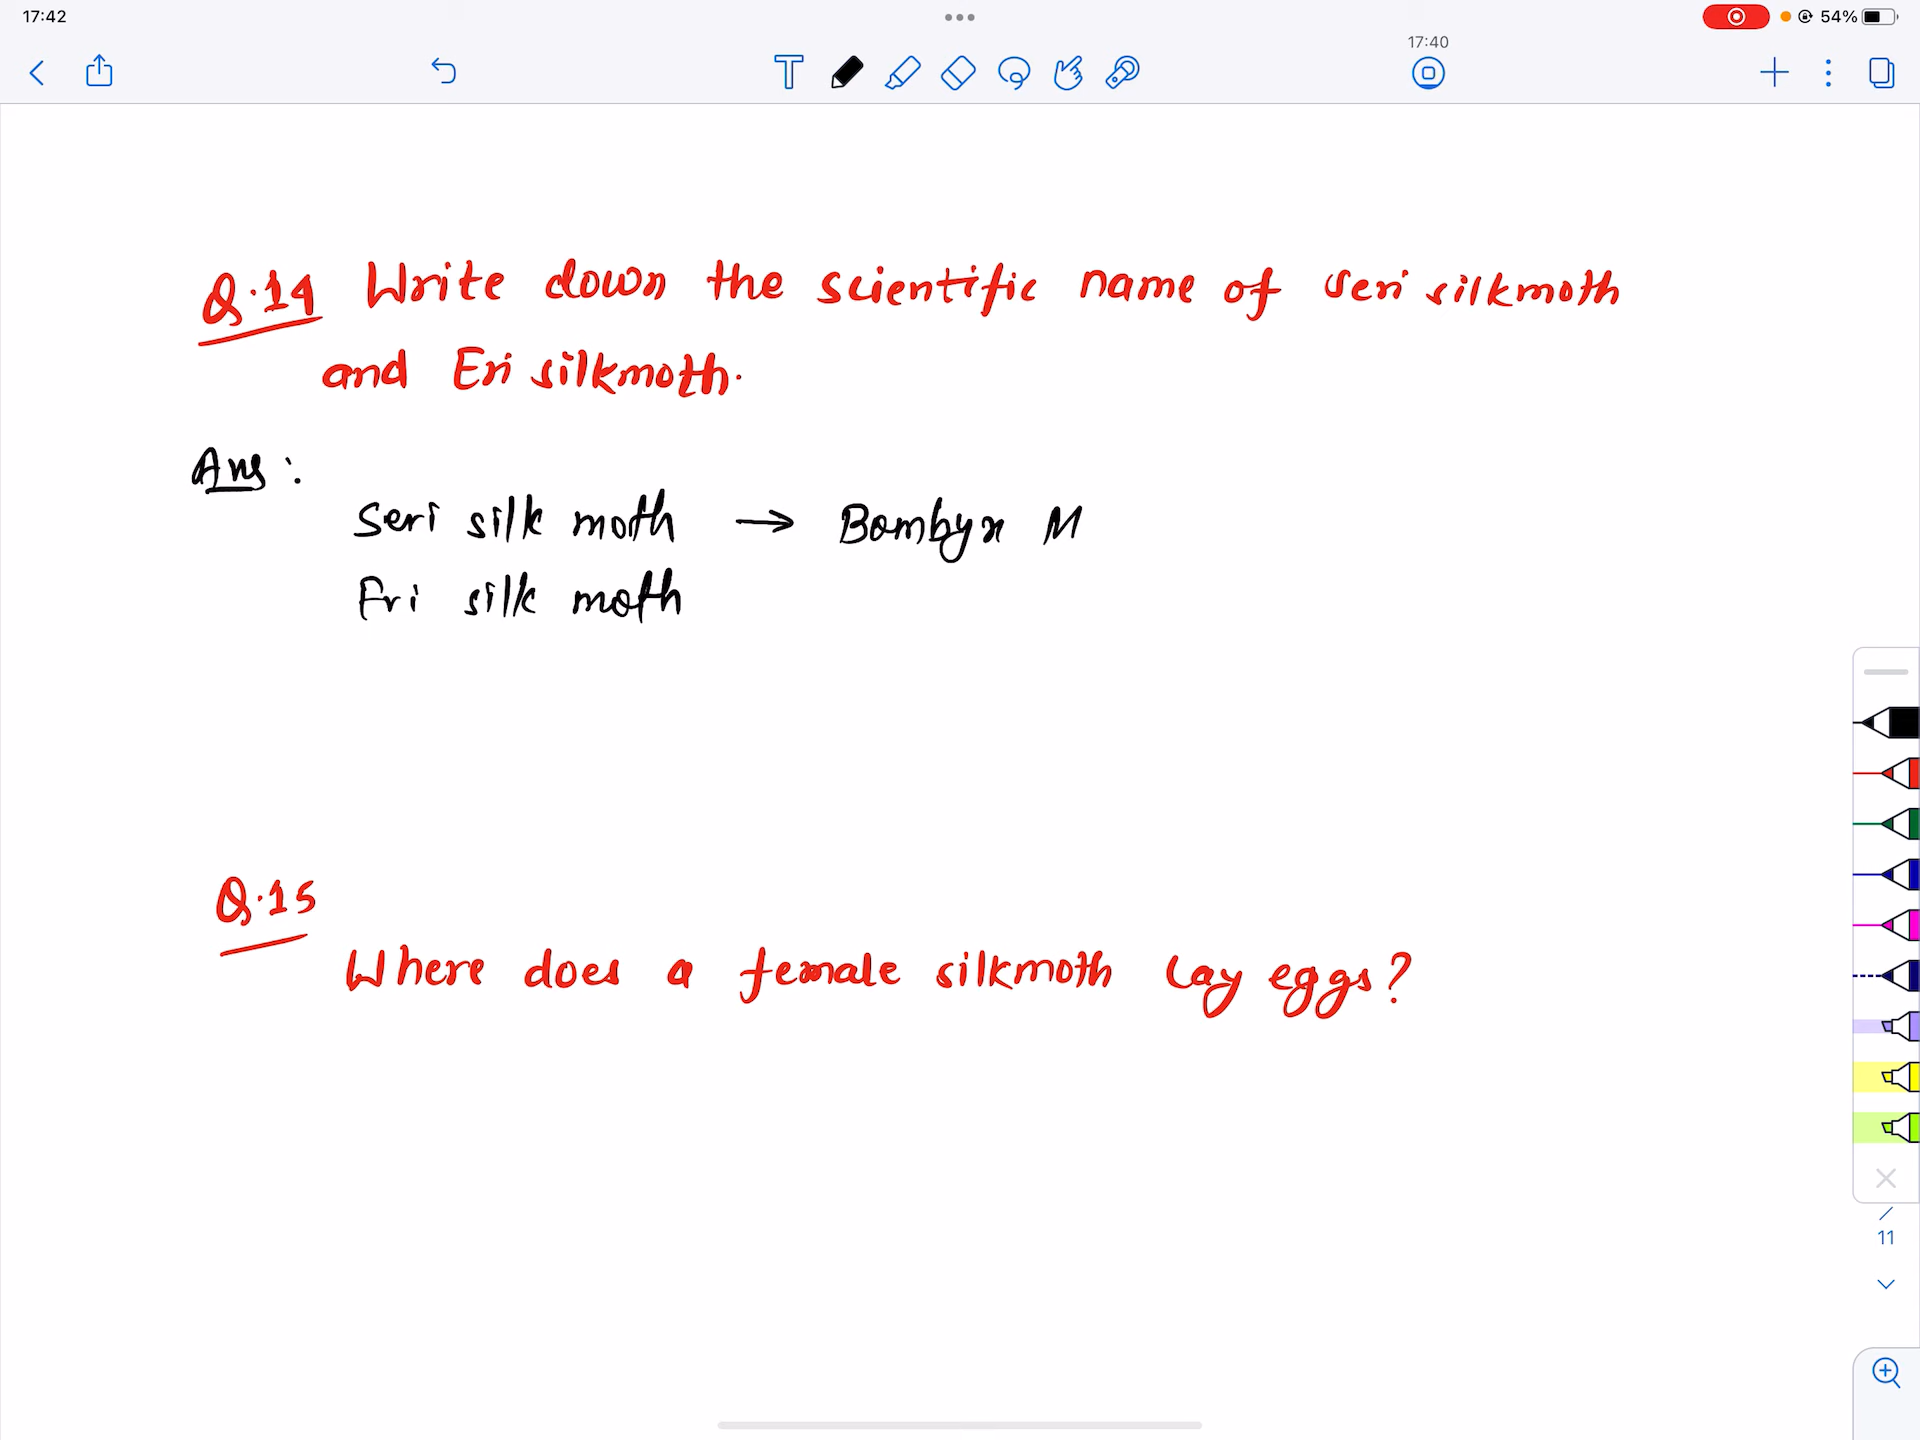 17:42
54%
17:40
T
Q.14 Write down the scientific name of Seri silkmoth
and Eri silkmoth.
Ans:
Seri silk moth → Bombyx M
Eri silk moth
Q.15
Where does a female silkmoth lay eggs?
11